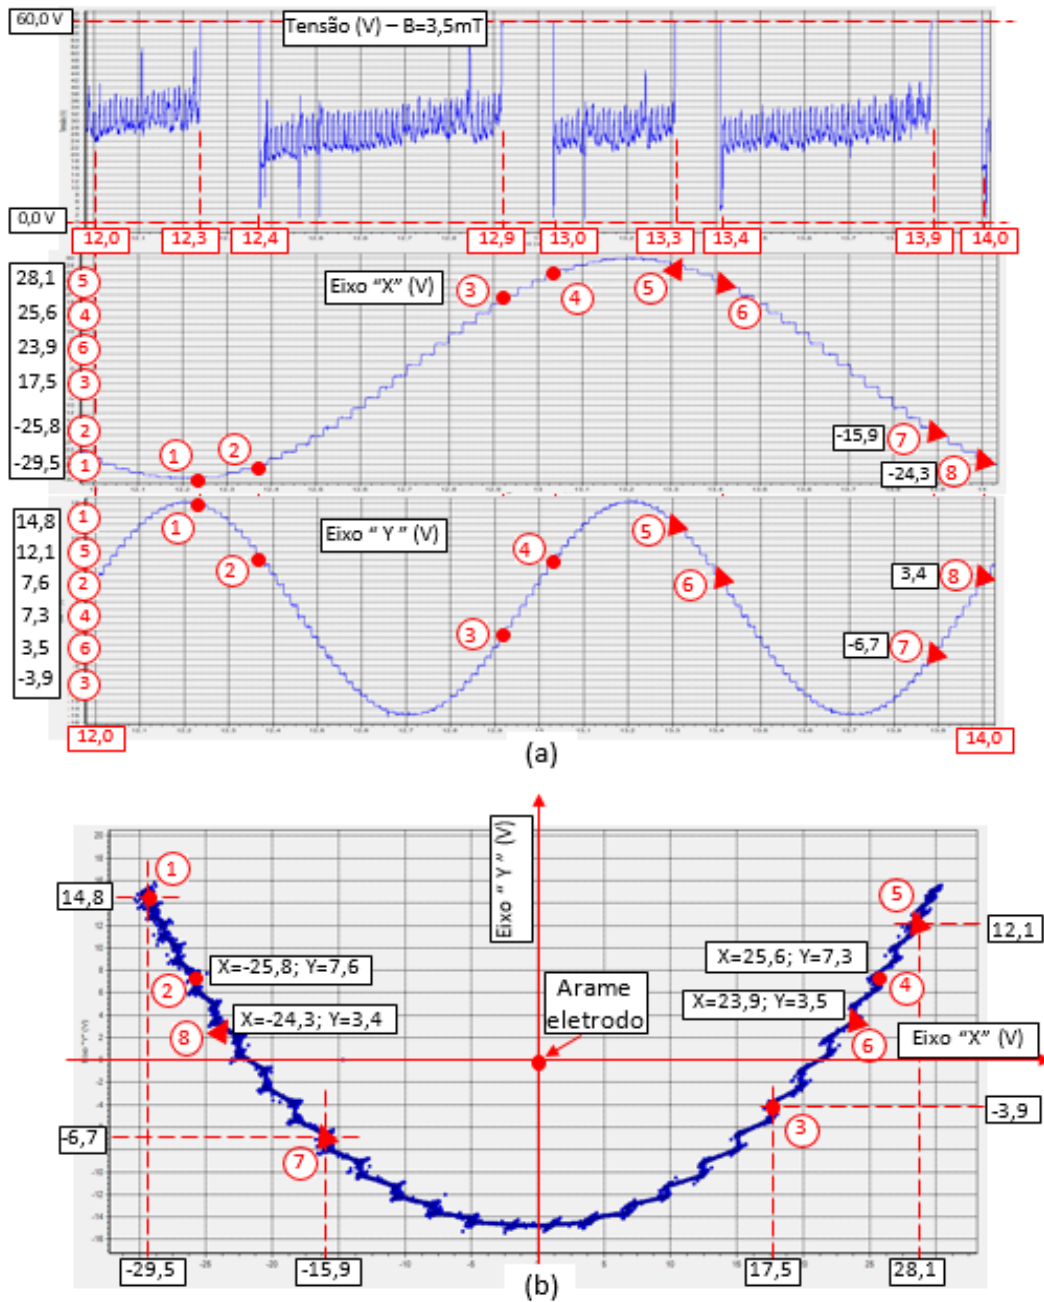 60,0 V
Tensão (V) – B=3,5mT
0,0 V
12,0 12,3 12,4 12,9 13,0 13,3 13,4 13,9 14,0
28,1 5
25,6 4
23,9 6
17,5 3
-25,8 2
-29,5 1
Eixo “X” (V)
1 2 3 4 5 6
-15,9 7
-24,3 8
14,8 1
12,1 5
7,6 2
7,3 4
3,5 6
-3,9 3
Eixo “ Y ” (V)
1 2 3 4 5 6
3,4 8
-6,7 7
12,0 14,0
(a)
Eixo “ Y ” (V)
1
14,8
5
12,1
X=-25,8; Y=7,6
2
X=25,6; Y=7,3
4
X=-24,3; Y=3,4
8
Arame
eletrodo
X=23,9; Y=3,5
6
Eixo “X” (V)
-3,9
3
-6,7
7
-29,5 -15,9 17,5 28,1
(b)